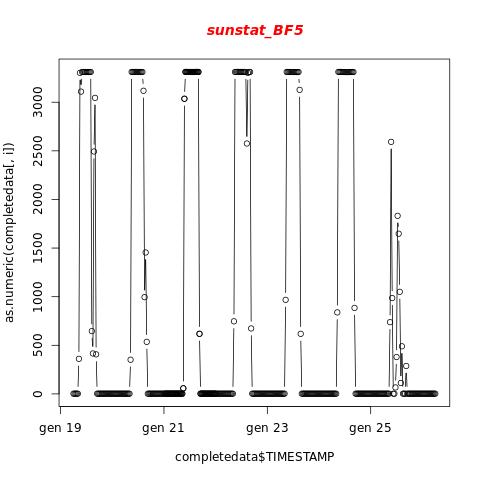 sunstat_BF5
as.numeric(completedata[, i])
3000
2500
2000
1500
1000
500
0
gen 19
gen 21
gen 23
gen 25
completedata$TIMESTAMP